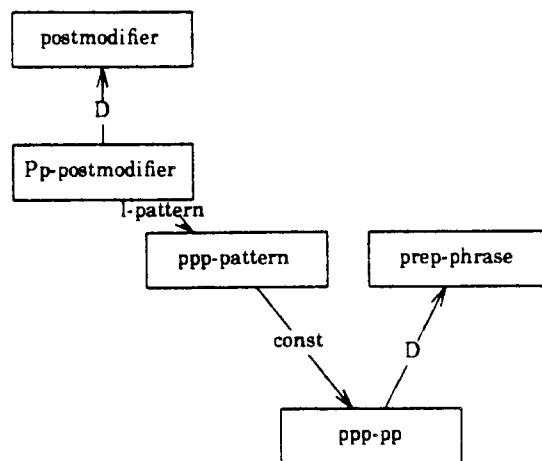 postmodifier
D
Pp-postmodifier
l-pattern
ppp-pattern
prep-phrase
const
D
ppp-pp